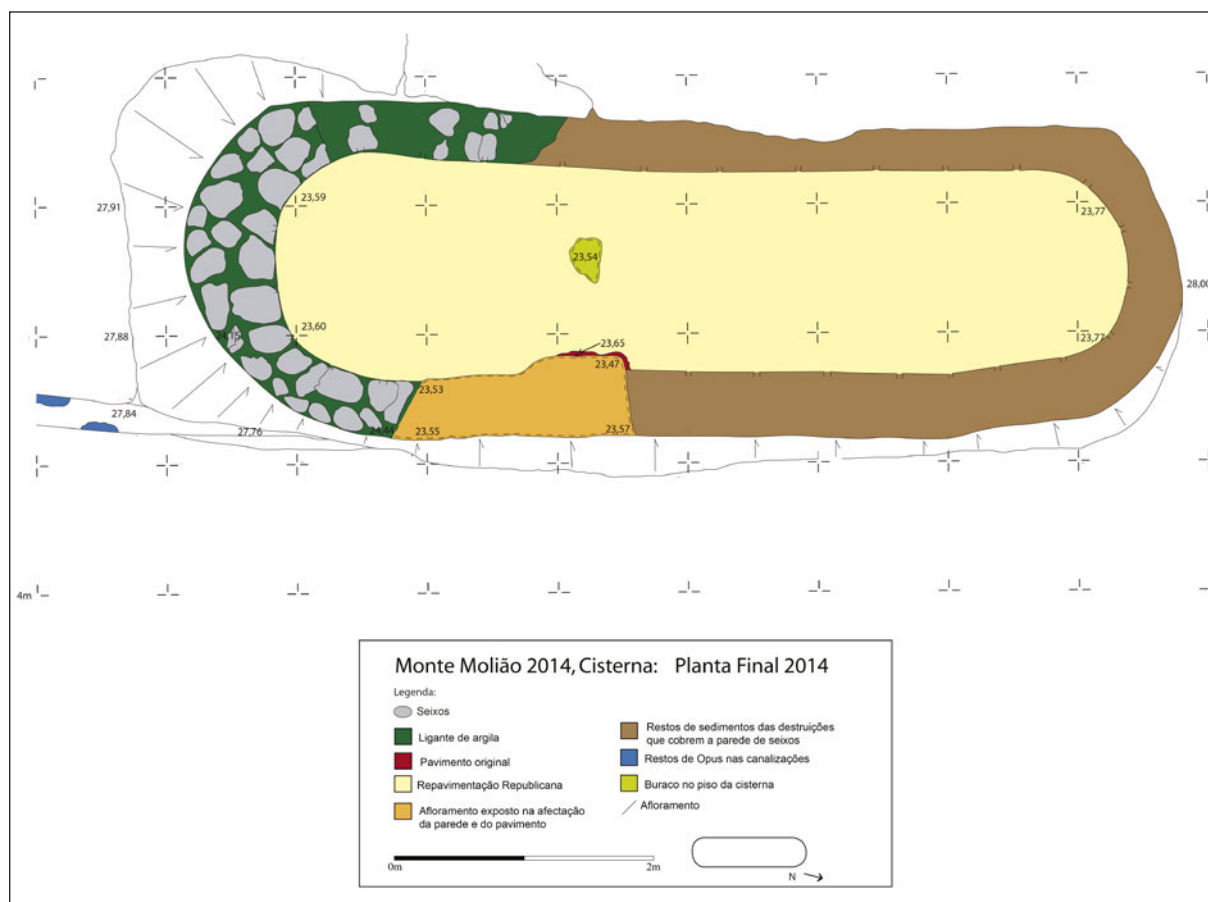 27,91
23,59
23,77
23,54
28,00
27,88
24,15
23,60
23,65
23,77
23,47
23,53
27,84
27,76
24,44
23,55
23,57
4m
Monte Molião 2014, Cisterna: Planta Final 2014
Legenda:
Seixos
Ligante de argila
Pavimento original
Repavimentação Republicana
Afloramento exposto na afectação
da parede e do pavimento
Restos de sedimentos das destruições
que cobrem a parede de seixos
Restos de Opus nas canalizações
Buraco no piso da cisterna
Afloramento
0m
2m
N